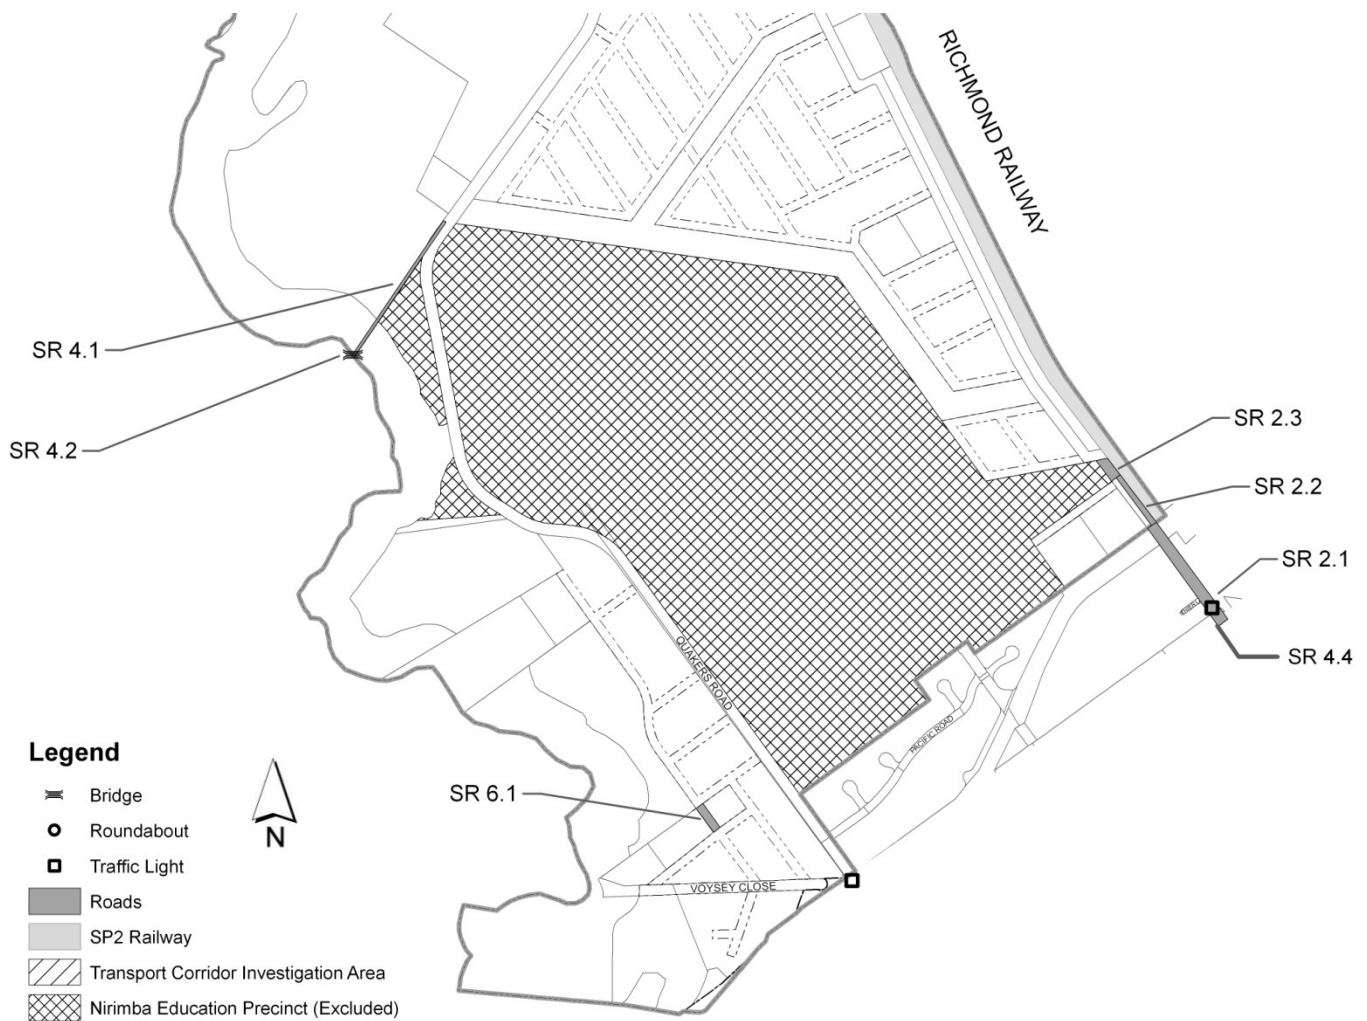 RICHMOND RAILWAY
SR 4.1
SR 4.2
SR 2.3
SR 2.2
SR 2.1
SR 4.4
QUAKERS ROAD
PACIFIC ROAD
SR 6.1
VOYSEY CLOSE
Legend
Bridge
Roundabout
Traffic Light
Roads
SP2 Railway
Transport Corridor Investigation Area
Nirimba Education Precinct (Excluded)
N